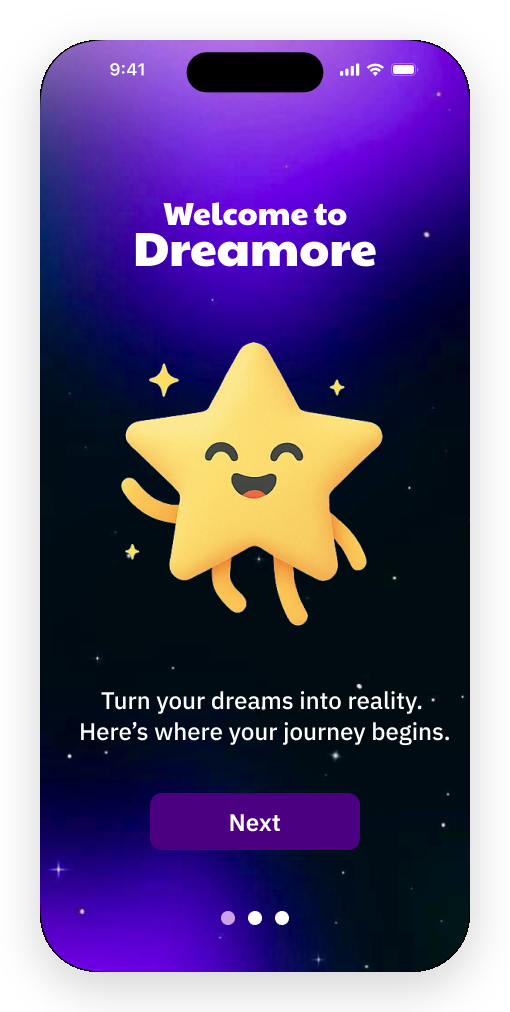 9:41
Welcome to
Dreamore
Turn your dreams into reality.
Here’s where your journey begins.
Next